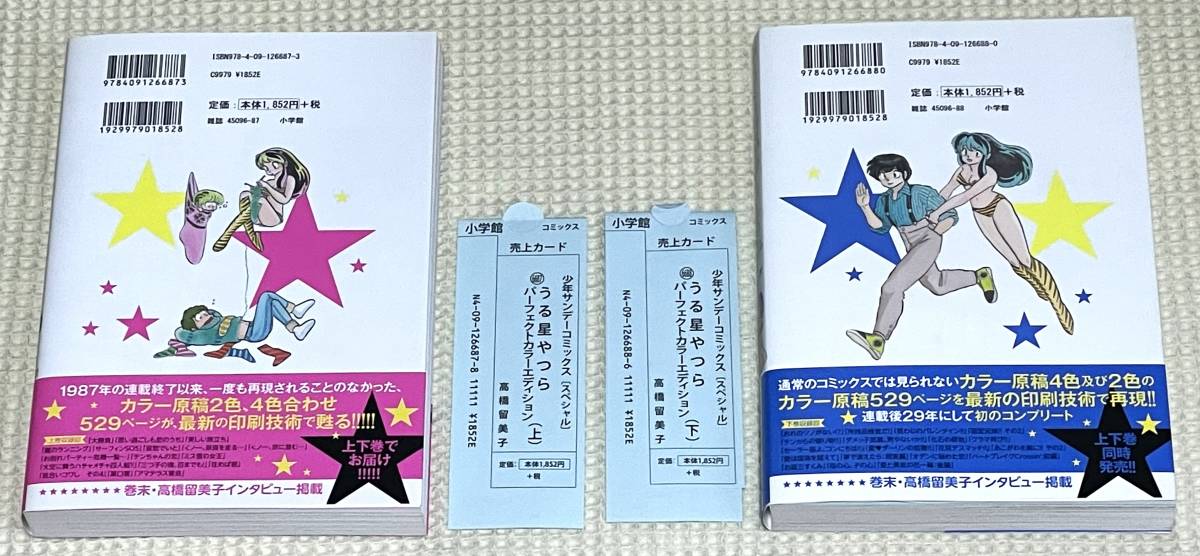 ISBN978-4-09-126687-3
C9979 ¥1852E
9784091266873
定価:本体1,852円+税
雑誌 45096-87 小学館
1929979018528
1987年の連載終了以来、一度も再現されることのなかった、
カラー原稿2色、4色合わせ
529ページが、最新の印刷技術で甦る!!!!!
上巻収録回
上下巻で
お届け
!!!!!
巻末・高橋留美子インタビュー掲載
小学館
コミックス
売上カード
少年サンデーコミックス〔スペシャル〕
うる星やつら
パーフェクトカラーエディション(上)
高橋留美子
N4-09-126687-8 11111 ¥1852E
定価:本体1,852円
+税
小学館
コミックス
売上カード
少年サンデーコミックス〔スペシャル〕
うる星やつら
パーフェクトカラーエディション(下)
高橋留美子
N4-09-126688-6 11111 ¥1852E
定価:本体1,852円
+税
ISBN978-4-09-126688-0
C9979 ¥1852E
9784091266880
定価:本体1,852円+税
雑誌 45096-88 小学館
1929979018528
通常のコミックスでは見られないカラー原稿4色及び2色の
カラー原稿529ページを最新の印刷技術で再現!!
連載後29年にして初のコンプリート
下巻収録回
上下巻
同時
発売!!
巻末・高橋留美子インタビュー掲載